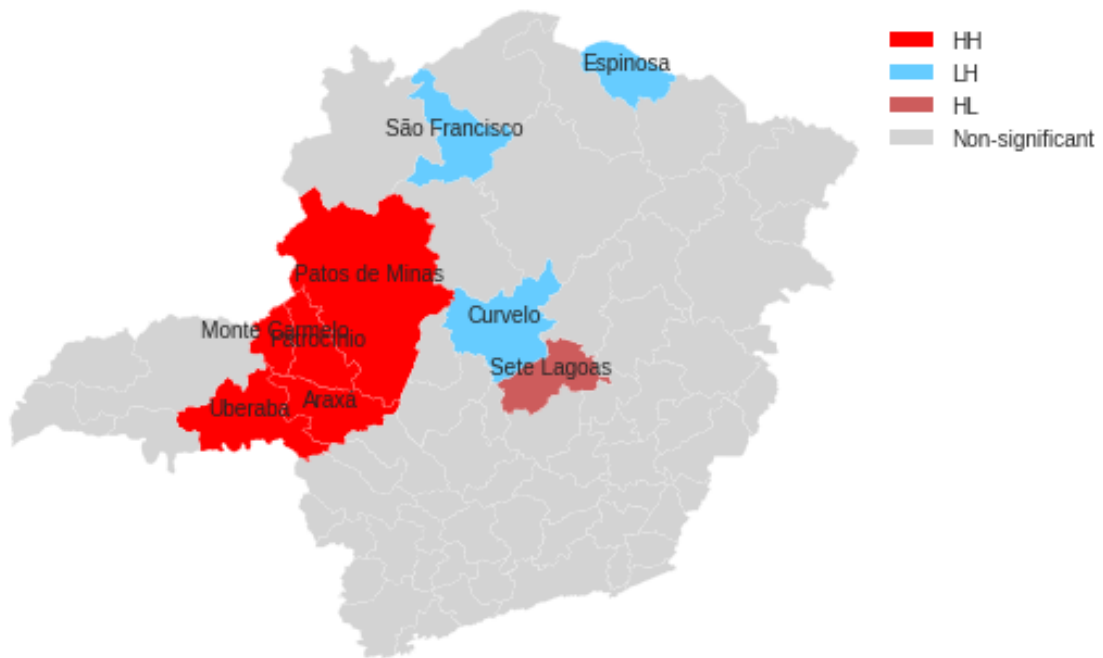 HH
LH
HL
Non-significant
Espinosa
São Francisco
Patos de Minas
Curvelo
Monte Carmelo
Patrocínio
Sete Lagoas
Araxa
Uberaba